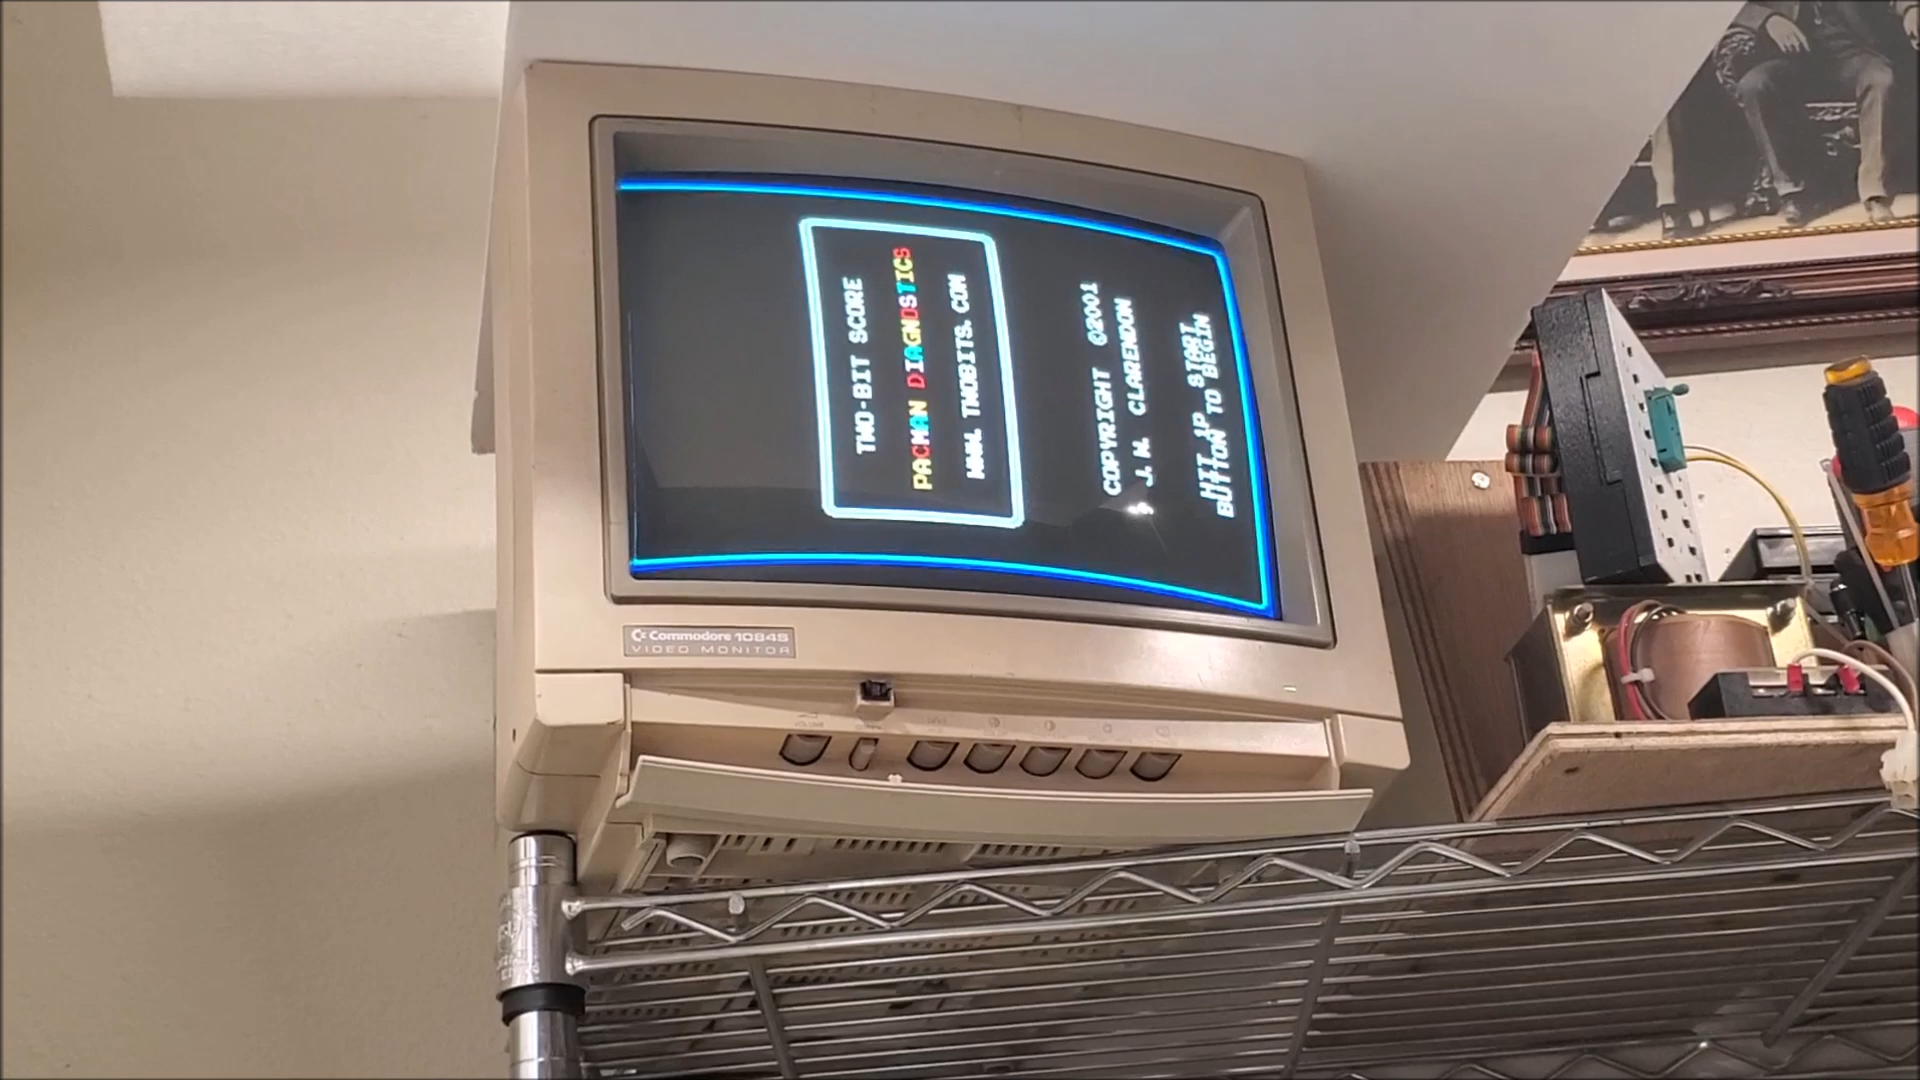 TWO-BIT SCORE
PACMAN DIAGNOSTICS
WWW.TWOBITS.COM
COPYRIGHT ©2001
J.W. CLARENDON
HIT 1P START
BUTTON TO BEGIN
Commodore 1084S
VIDEO MONITOR
VOLUME